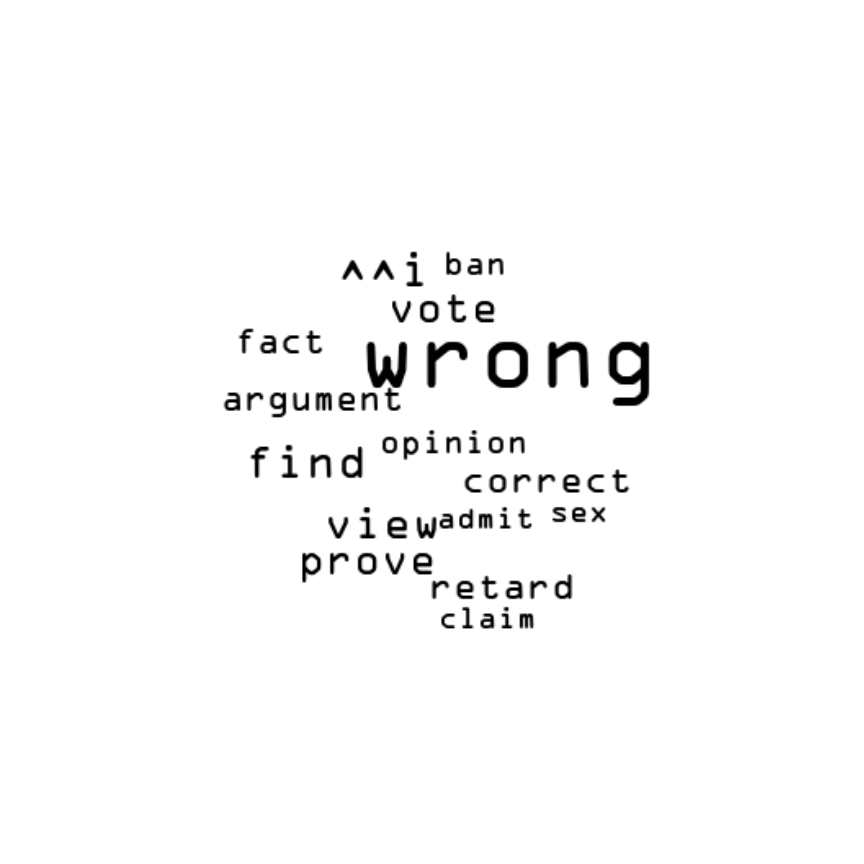 ^^i ban
vote
fact wrong
argument
find opinion
correct
view admit sex
prove
retard
claim